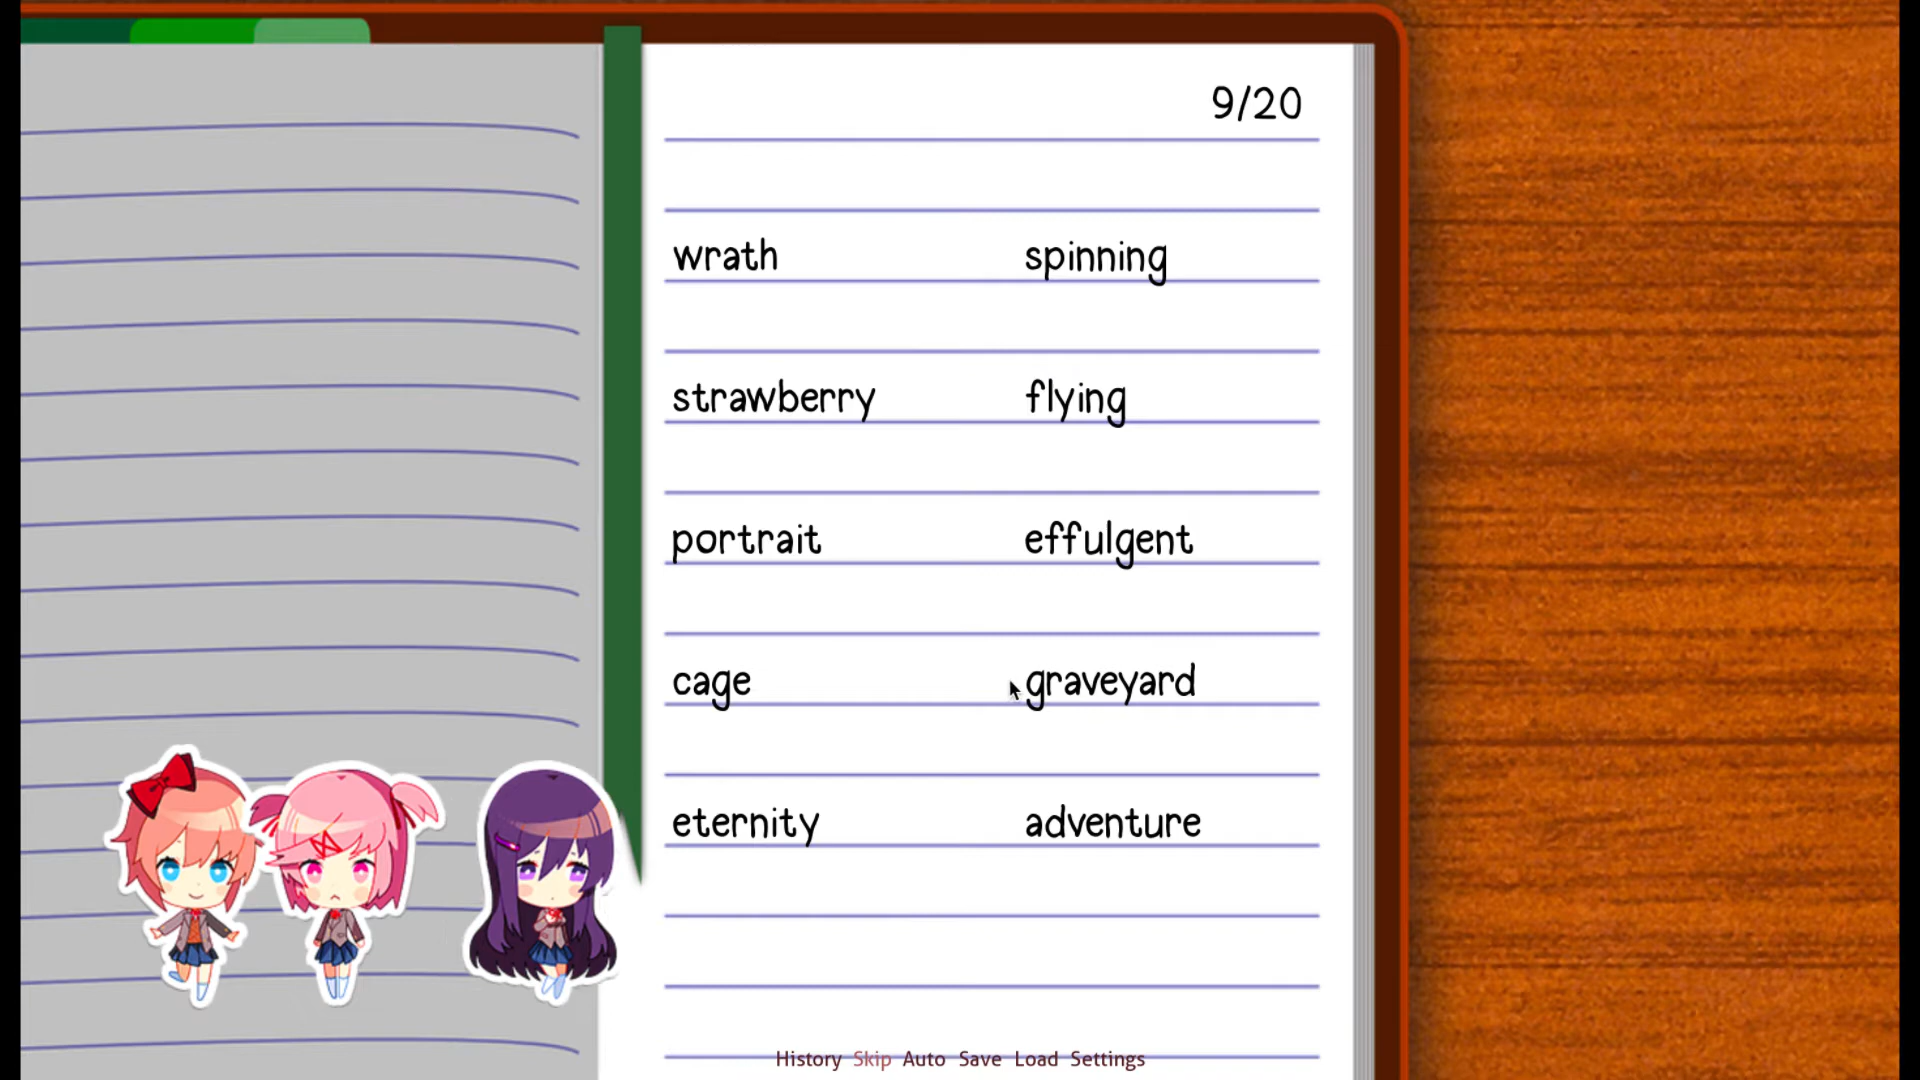 9/20
wrath spinning
strawberry flying
portrait effulgent
cage graveyard
eternity adventure
History Skip Auto Save Load Settings